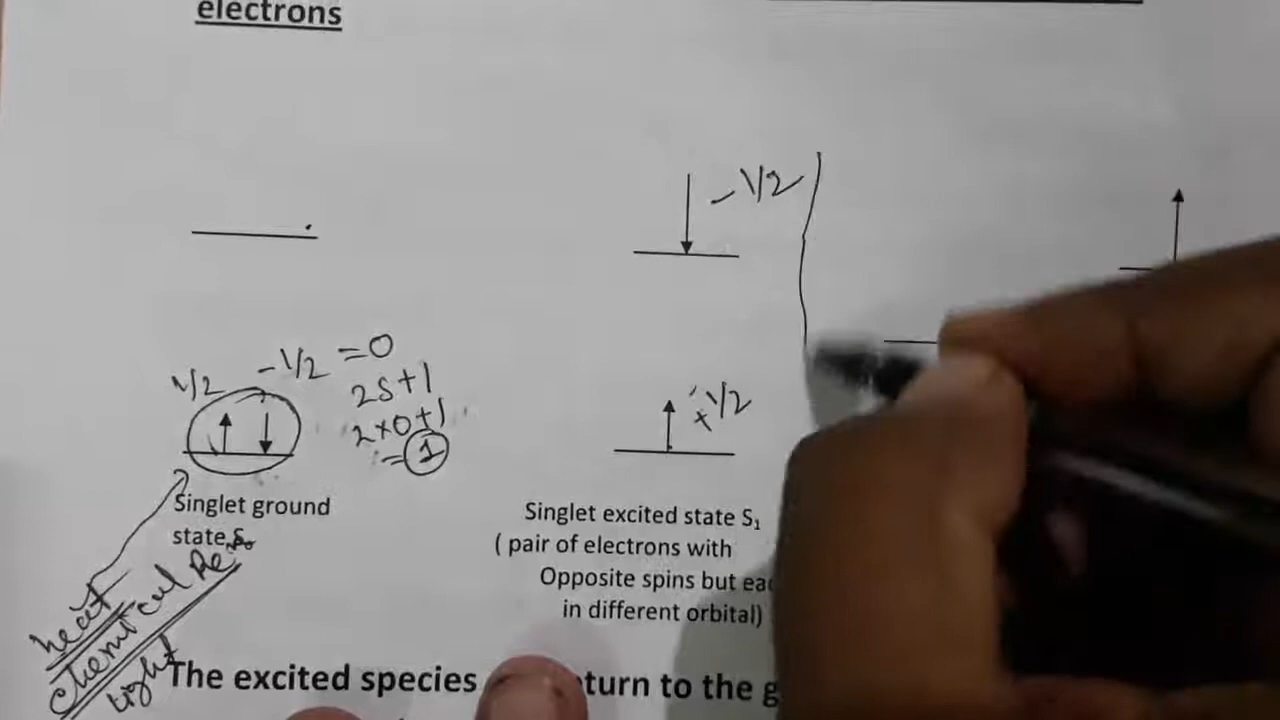 electrons
-1/2
1/2 -1/2 =0
2S+1
2×0+1
=1
+1/2
Singlet ground
state S₀
Singlet excited state S₁
( pair of electrons with
Opposite spins but
in different orbital)
heat
chemical Re
light
The excited species
to the